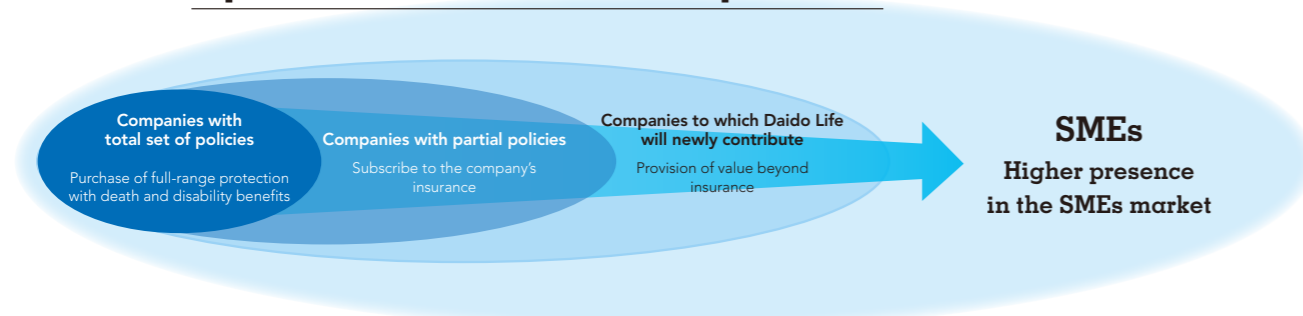 Companies with
total set of policies
Purchase of full-range protection
with death and disability benefits
Companies with partial policies
Subscribe to the company's
insurance
Companies to which Daido Life
will newly contribute
Provision of value beyond
insurance
SMEs
Higher presence
in the SMEs market